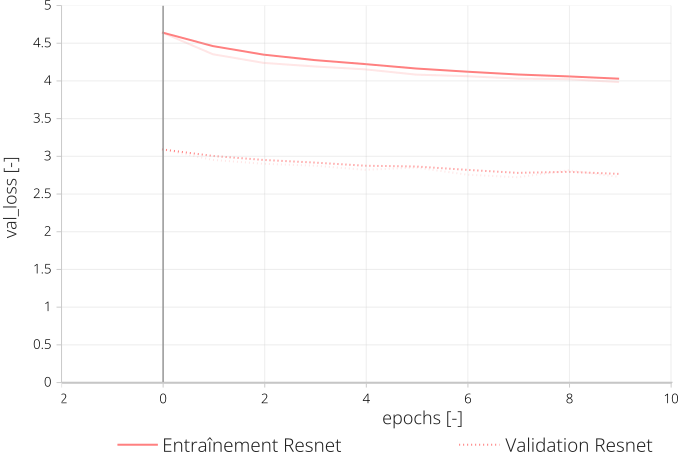 5
4.5
4
3.5
3
2.5
2
1.5
1
0.5
0
val_loss [-]
2 0 2 4 6 8 10
epochs [-]
Entraînement Resnet Validation Resnet